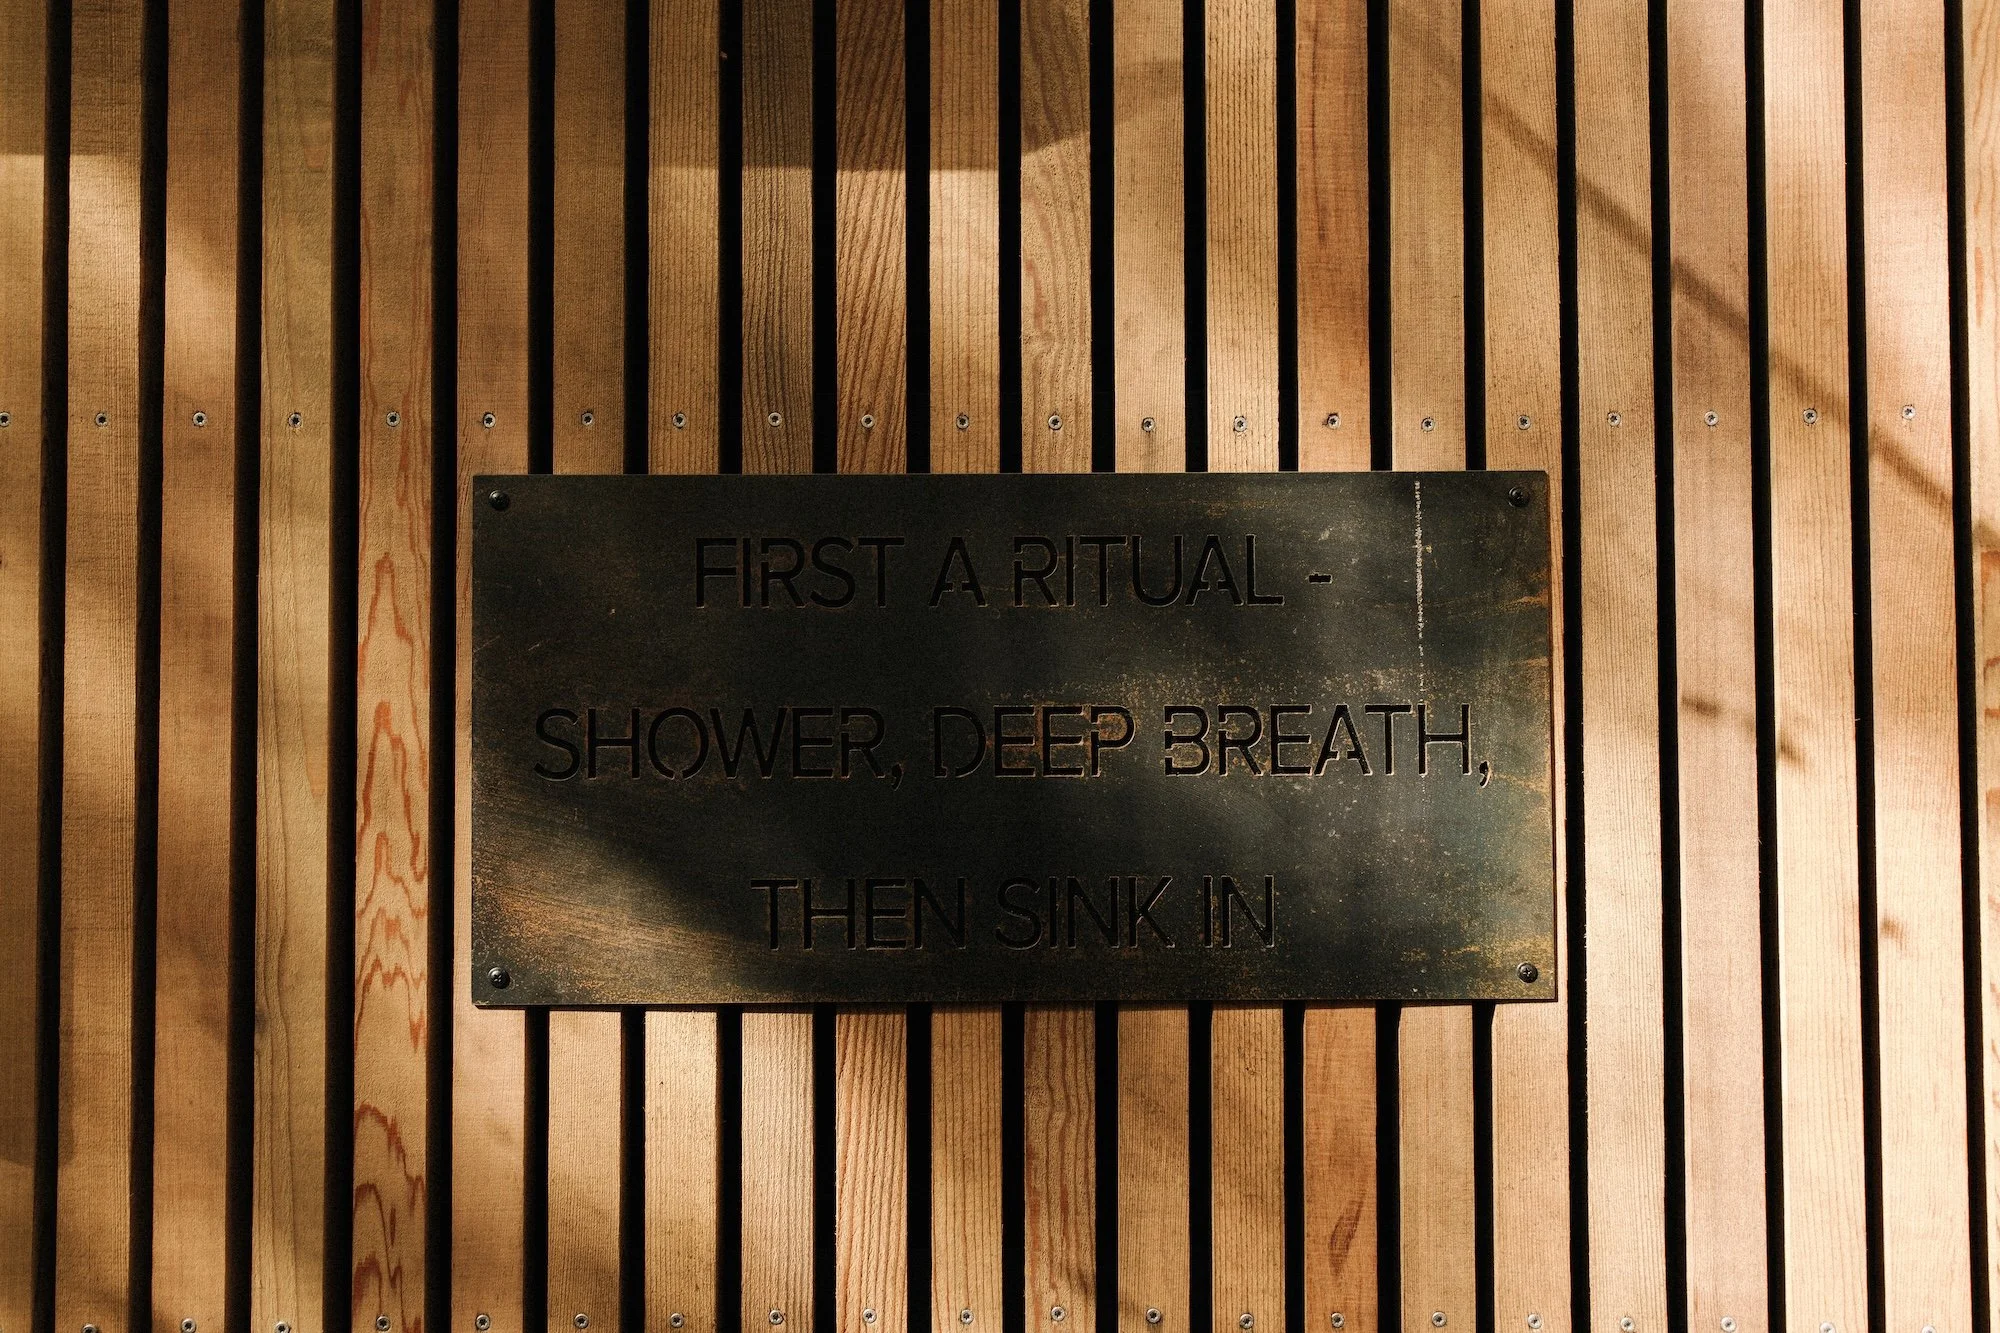 FIRST A RITUAL -
SHOWER, DEEP BREATH,
THEN SINK IN